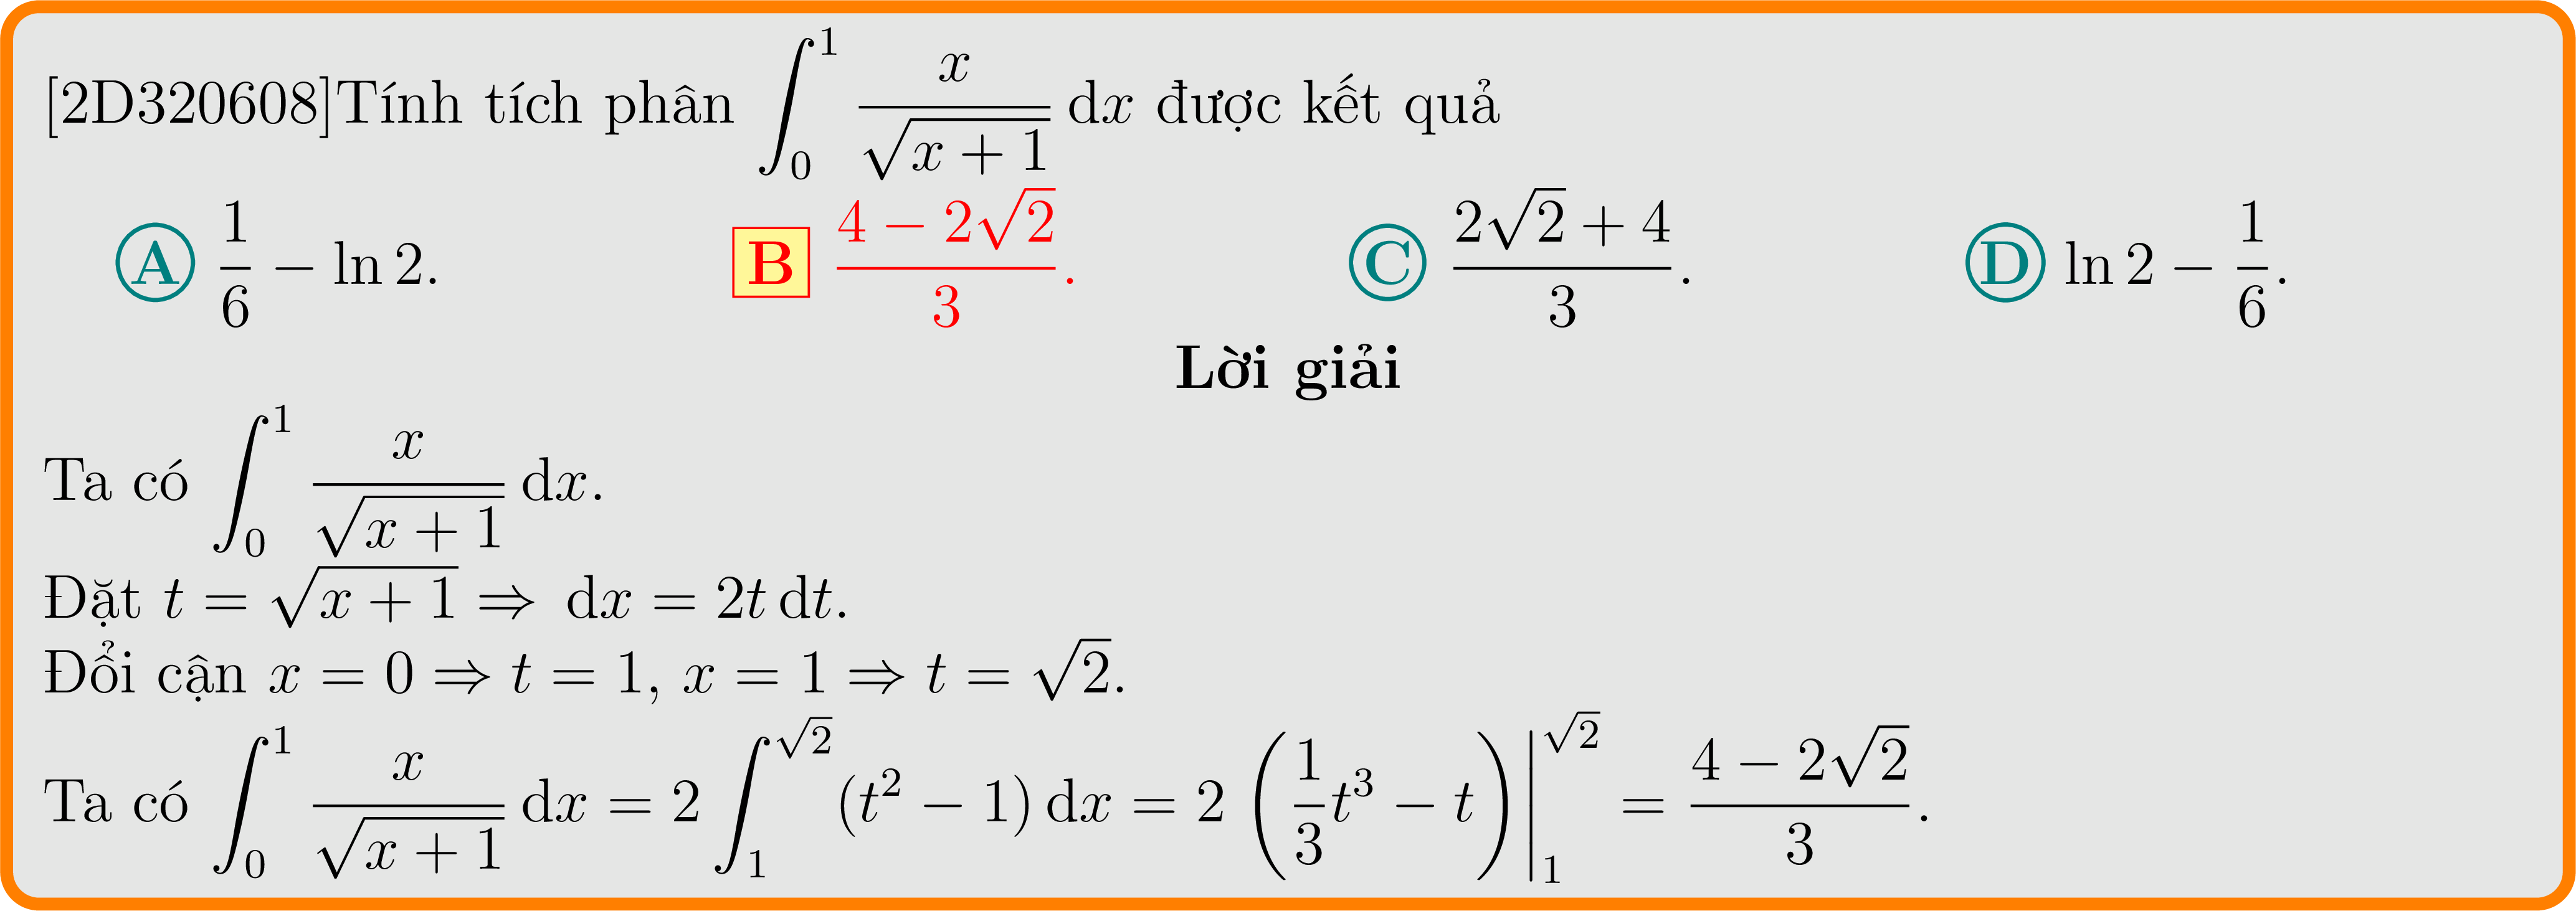 [2D320608]Tính tích phân $\int_0^1 \frac{x}{\sqrt{x+1}} \, \mathrm{d}x$ được kết quả
A $\frac{1}{6} - \ln 2.$ B $\frac{4 - 2\sqrt{2}}{3}.$ C $\frac{2\sqrt{2} + 4}{3}.$ D $\ln 2 - \frac{1}{6}.$
Lời giải
Ta có $\int_0^1 \frac{x}{\sqrt{x+1}} \, \mathrm{d}x.$
Đặt $t = \sqrt{x+1} \Rightarrow \mathrm{d}x = 2t \, \mathrm{d}t.$
Đổi cận $x = 0 \Rightarrow t = 1, x = 1 \Rightarrow t = \sqrt{2}.$
Ta có $\int_0^1 \frac{x}{\sqrt{x+1}} \, \mathrm{d}x = 2 \int_1^{\sqrt{2}} (t^2 - 1) \, \mathrm{d}x = 2 \left( \frac{1}{3}t^3 - t \right) \Big|_1^{\sqrt{2}} = \frac{4 - 2\sqrt{2}}{3}.$